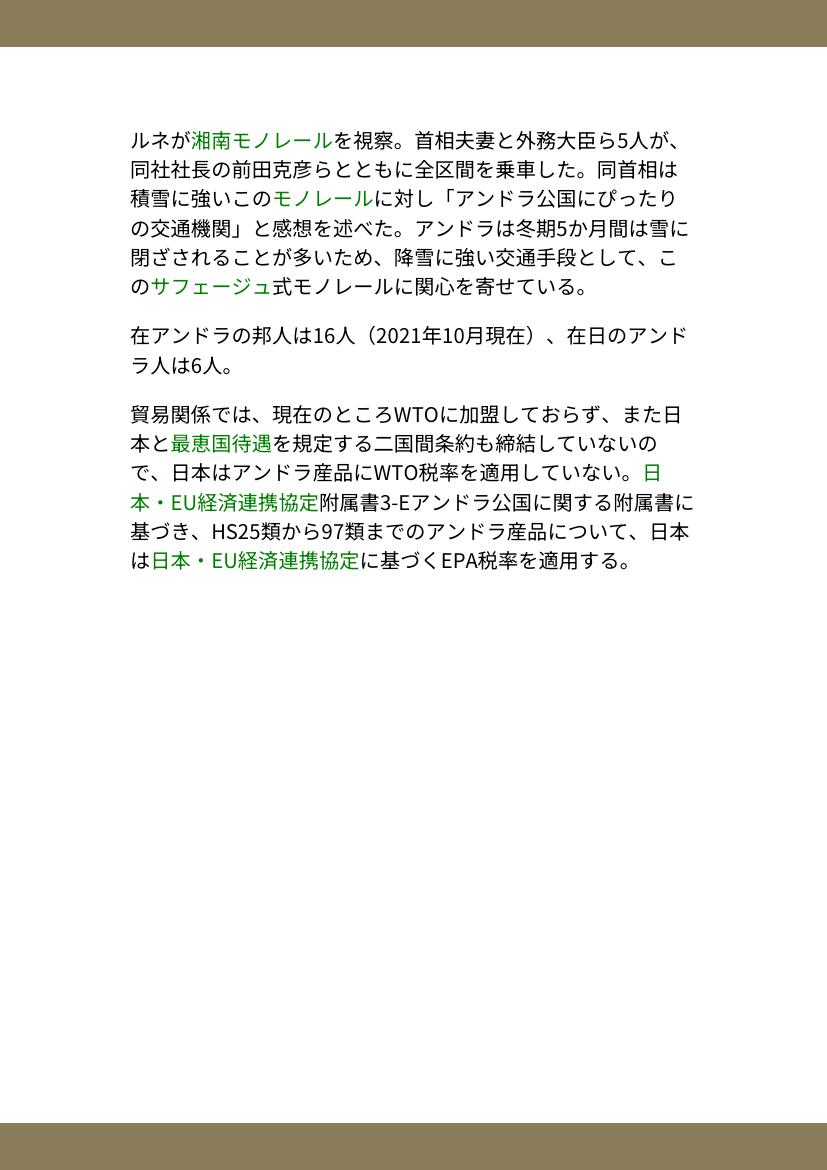 ルネが湘南モノレールを視察。首相夫妻と外務大臣ら5人が、
同社社長の前田克彦らとともに全区間を乗車した。同首相は
積雪に強いこのモノレールに対し「アンドラ公国にぴったり
の交通機関」と感想を述べた。アンドラは冬期5か月間は雪に
閉ざされることが多いため、降雪に強い交通手段として、こ
のサフェージュ式モノレールに関心を寄せている。
在アンドラの邦人は16人（2021年10月現在）、在日のアンド
ラ人は6人。
貿易関係では、現在のところWTOに加盟しておらず、また日
本と最恵国待遇を規定する二国間条約も締結していないの
で、日本はアンドラ産品にWTO税率を適用していない。日
本・EU経済連携協定附属書3-Eアンドラ公国に関する附属書に
基づき、HS25類から97類までのアンドラ産品について、日本
は日本・EU経済連携協定に基づくEPA税率を適用する。